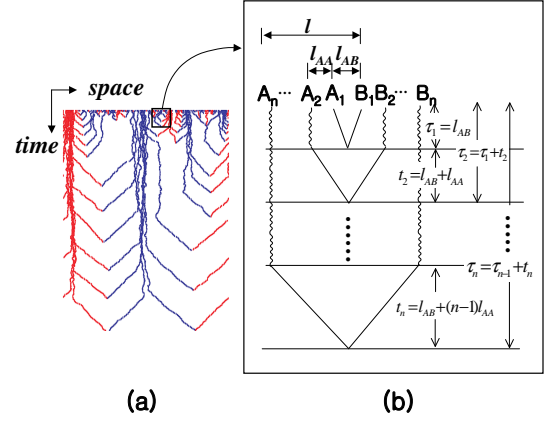 space
time
(a)
l
l_AA l_AB
A_n ··· A_2 A_1 B_1 B_2 ··· B_n
τ_1 = l_AB
τ_2 = τ_1 + t_2
t_2 = l_AB + l_AA
τ_n = τ_{n-1} + t_n
t_n = l_AB + (n-1)l_AA
(b)